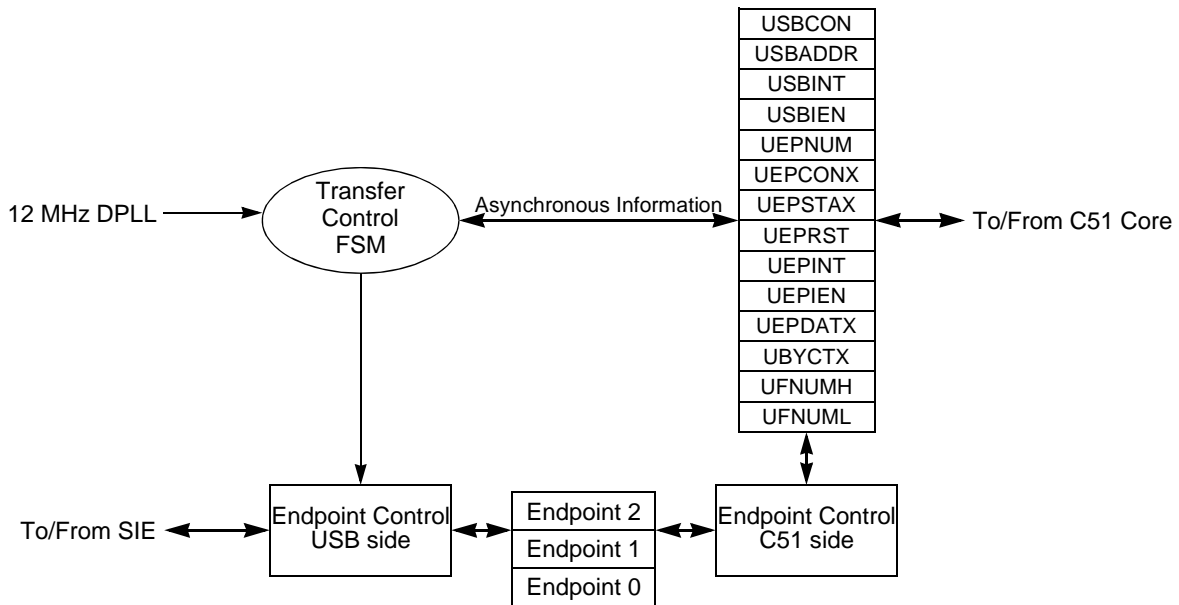 USBCON
USBADDR
USBINT
USBIEN
UEPNUM
UEPCONX
UEPSTAX
UEPRST
UEPINT
UEPIEN
UEPDATX
UBYCTX
UFNUMH
UFNUML
12 MHz DPLL
Transfer
Control
FSM
Asynchronous Information
To/From C51 Core
To/From SIE
Endpoint Control
USB side
Endpoint 2
Endpoint 1
Endpoint 0
Endpoint Control
C51 side